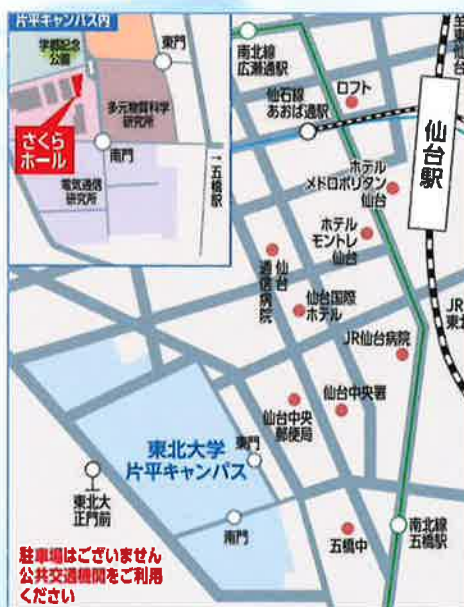 片平キャンパス内
学都記念
公園
東門
多元物質科学
研究所
さくら
ホール
南門
電気通信
研究所
→五橋駅
南北線
広瀬通駅
ロフト
仙石線
あおば通駅
至東仙台
仙台駅
ホテル
メトロポリタン
仙台
ホテル
モントレ
仙台
仙台
逓信病院
仙台国際
ホテル
JR
東北
JR仙台病院
仙台中央署
仙台中央
郵便局
東北大学
片平キャンパス
東門
東北大
正門前
南門
五橋中
南北線
五橋駅
駐車場はございません
公共交通機関をご利用
ください